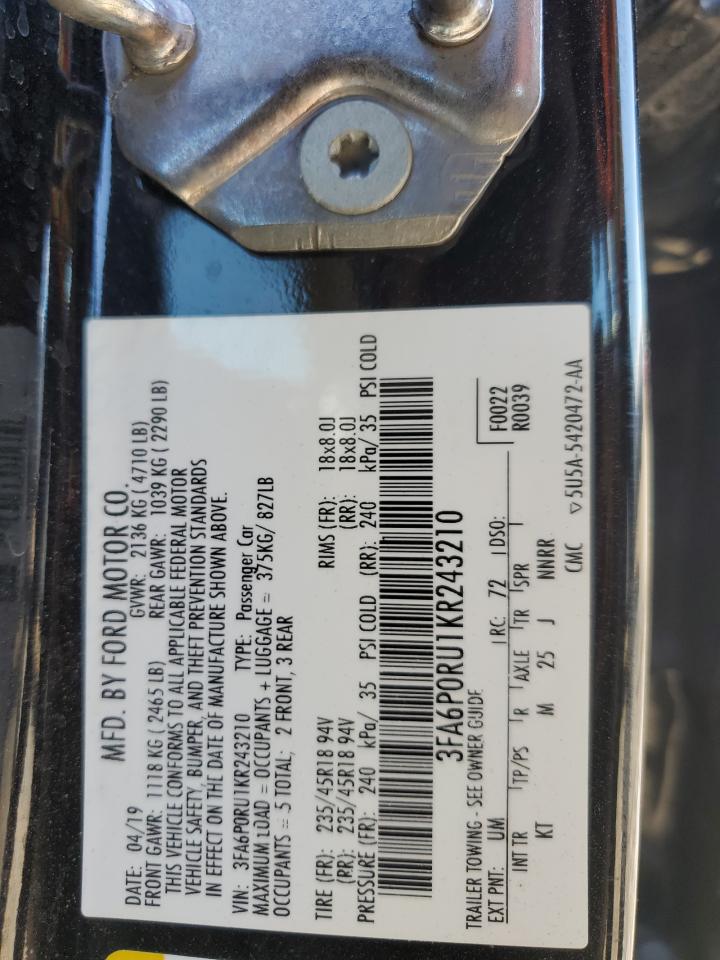 MFD. BY FORD MOTOR CO.
DATE: 04/19 GVWR: 2136 KG ( 4710 LB)
FRONT GAWR: 1118 KG ( 2465 LB) REAR GAWR: 1039 KG ( 2290 LB)
THIS VEHICLE CONFORMS TO ALL APPLICABLE FEDERAL MOTOR
VEHICLE SAFETY, BUMPER, AND THEFT PREVENTION STANDARDS
IN EFFECT ON THE DATE OF MANUFACTURE SHOWN ABOVE.
VIN: 3FA6P0RU1KR243210 TYPE: Passenger Car
MAXIMUM LOAD = OCCUPANTS + LUGGAGE = 375KG/ 827LB
OCCUPANTS = 5 TOTAL; 2 FRONT, 3 REAR
TIRE (FR): 235/45R18 94V RIMS (FR): 18x8.0J
(RR): 235/45R18 94V (RR): 18x8.0J
PRESSURE (FR): 240 kPa/ 35 PSI COLD (RR): 240 kPa/ 35 PSI COLD
3FA6P0RU1KR243210
TRAILER TOWING - SEE OWNER GUIDE F0022
EXT PNT: UM RC: 72 DSO: R0039
INT TR TP/PS R AXLE TR SPR
KT M 25 J NNRR
CMC ▽5U5A-5420472-AA